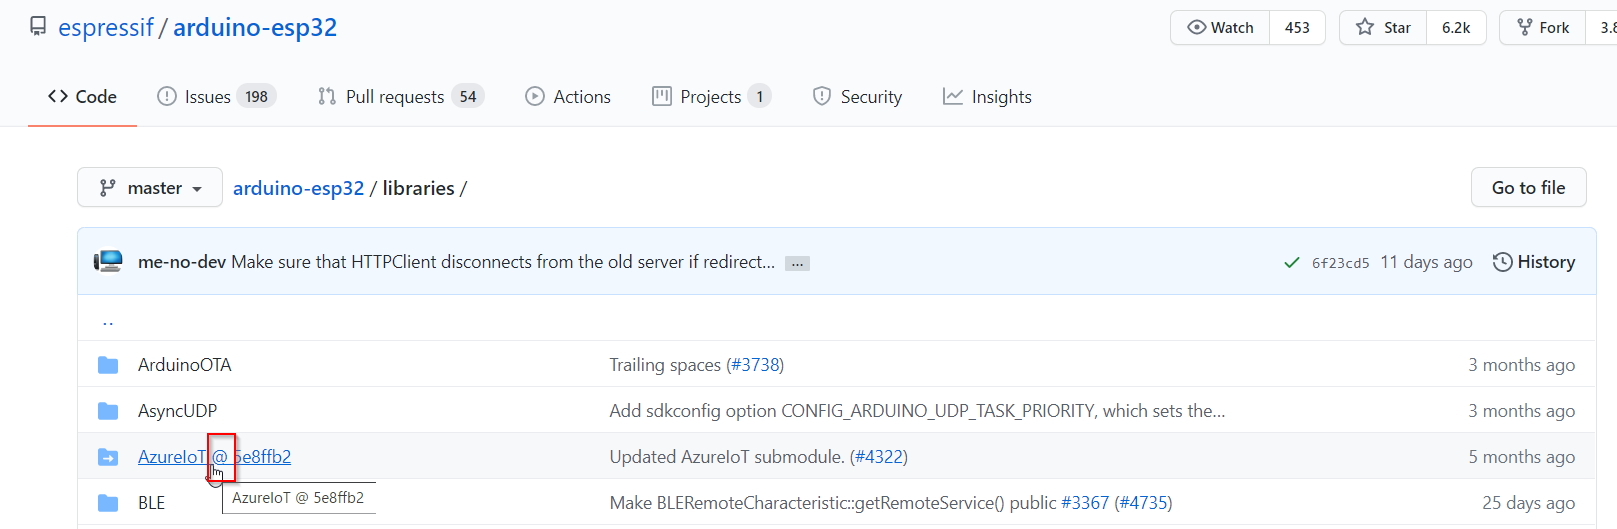 espressif / arduino-esp32 Watch 453 Star 6.2k Fork 3.8
Code Issues 198 Pull requests 54 Actions Projects 1 Security Insights
master arduino-esp32 / libraries / Go to file
me-no-dev Make sure that HTTPClient disconnects from the old server if redirect... ... 6f23cd5 11 days ago History
..
ArduinoOTA Trailing spaces (#3738) 3 months ago
AsyncUDP Add sdkconfig option CONFIG_ARDUINO_UDP_TASK_PRIORITY, which sets the... 3 months ago
AzureIoT @ 5e8ffb2 Updated AzureIoT submodule. (#4322) 5 months ago
AzureIoT @ 5e8ffb2
BLE Make BLERemoteCharacteristic::getRemoteService() public #3367 (#4735) 25 days ago